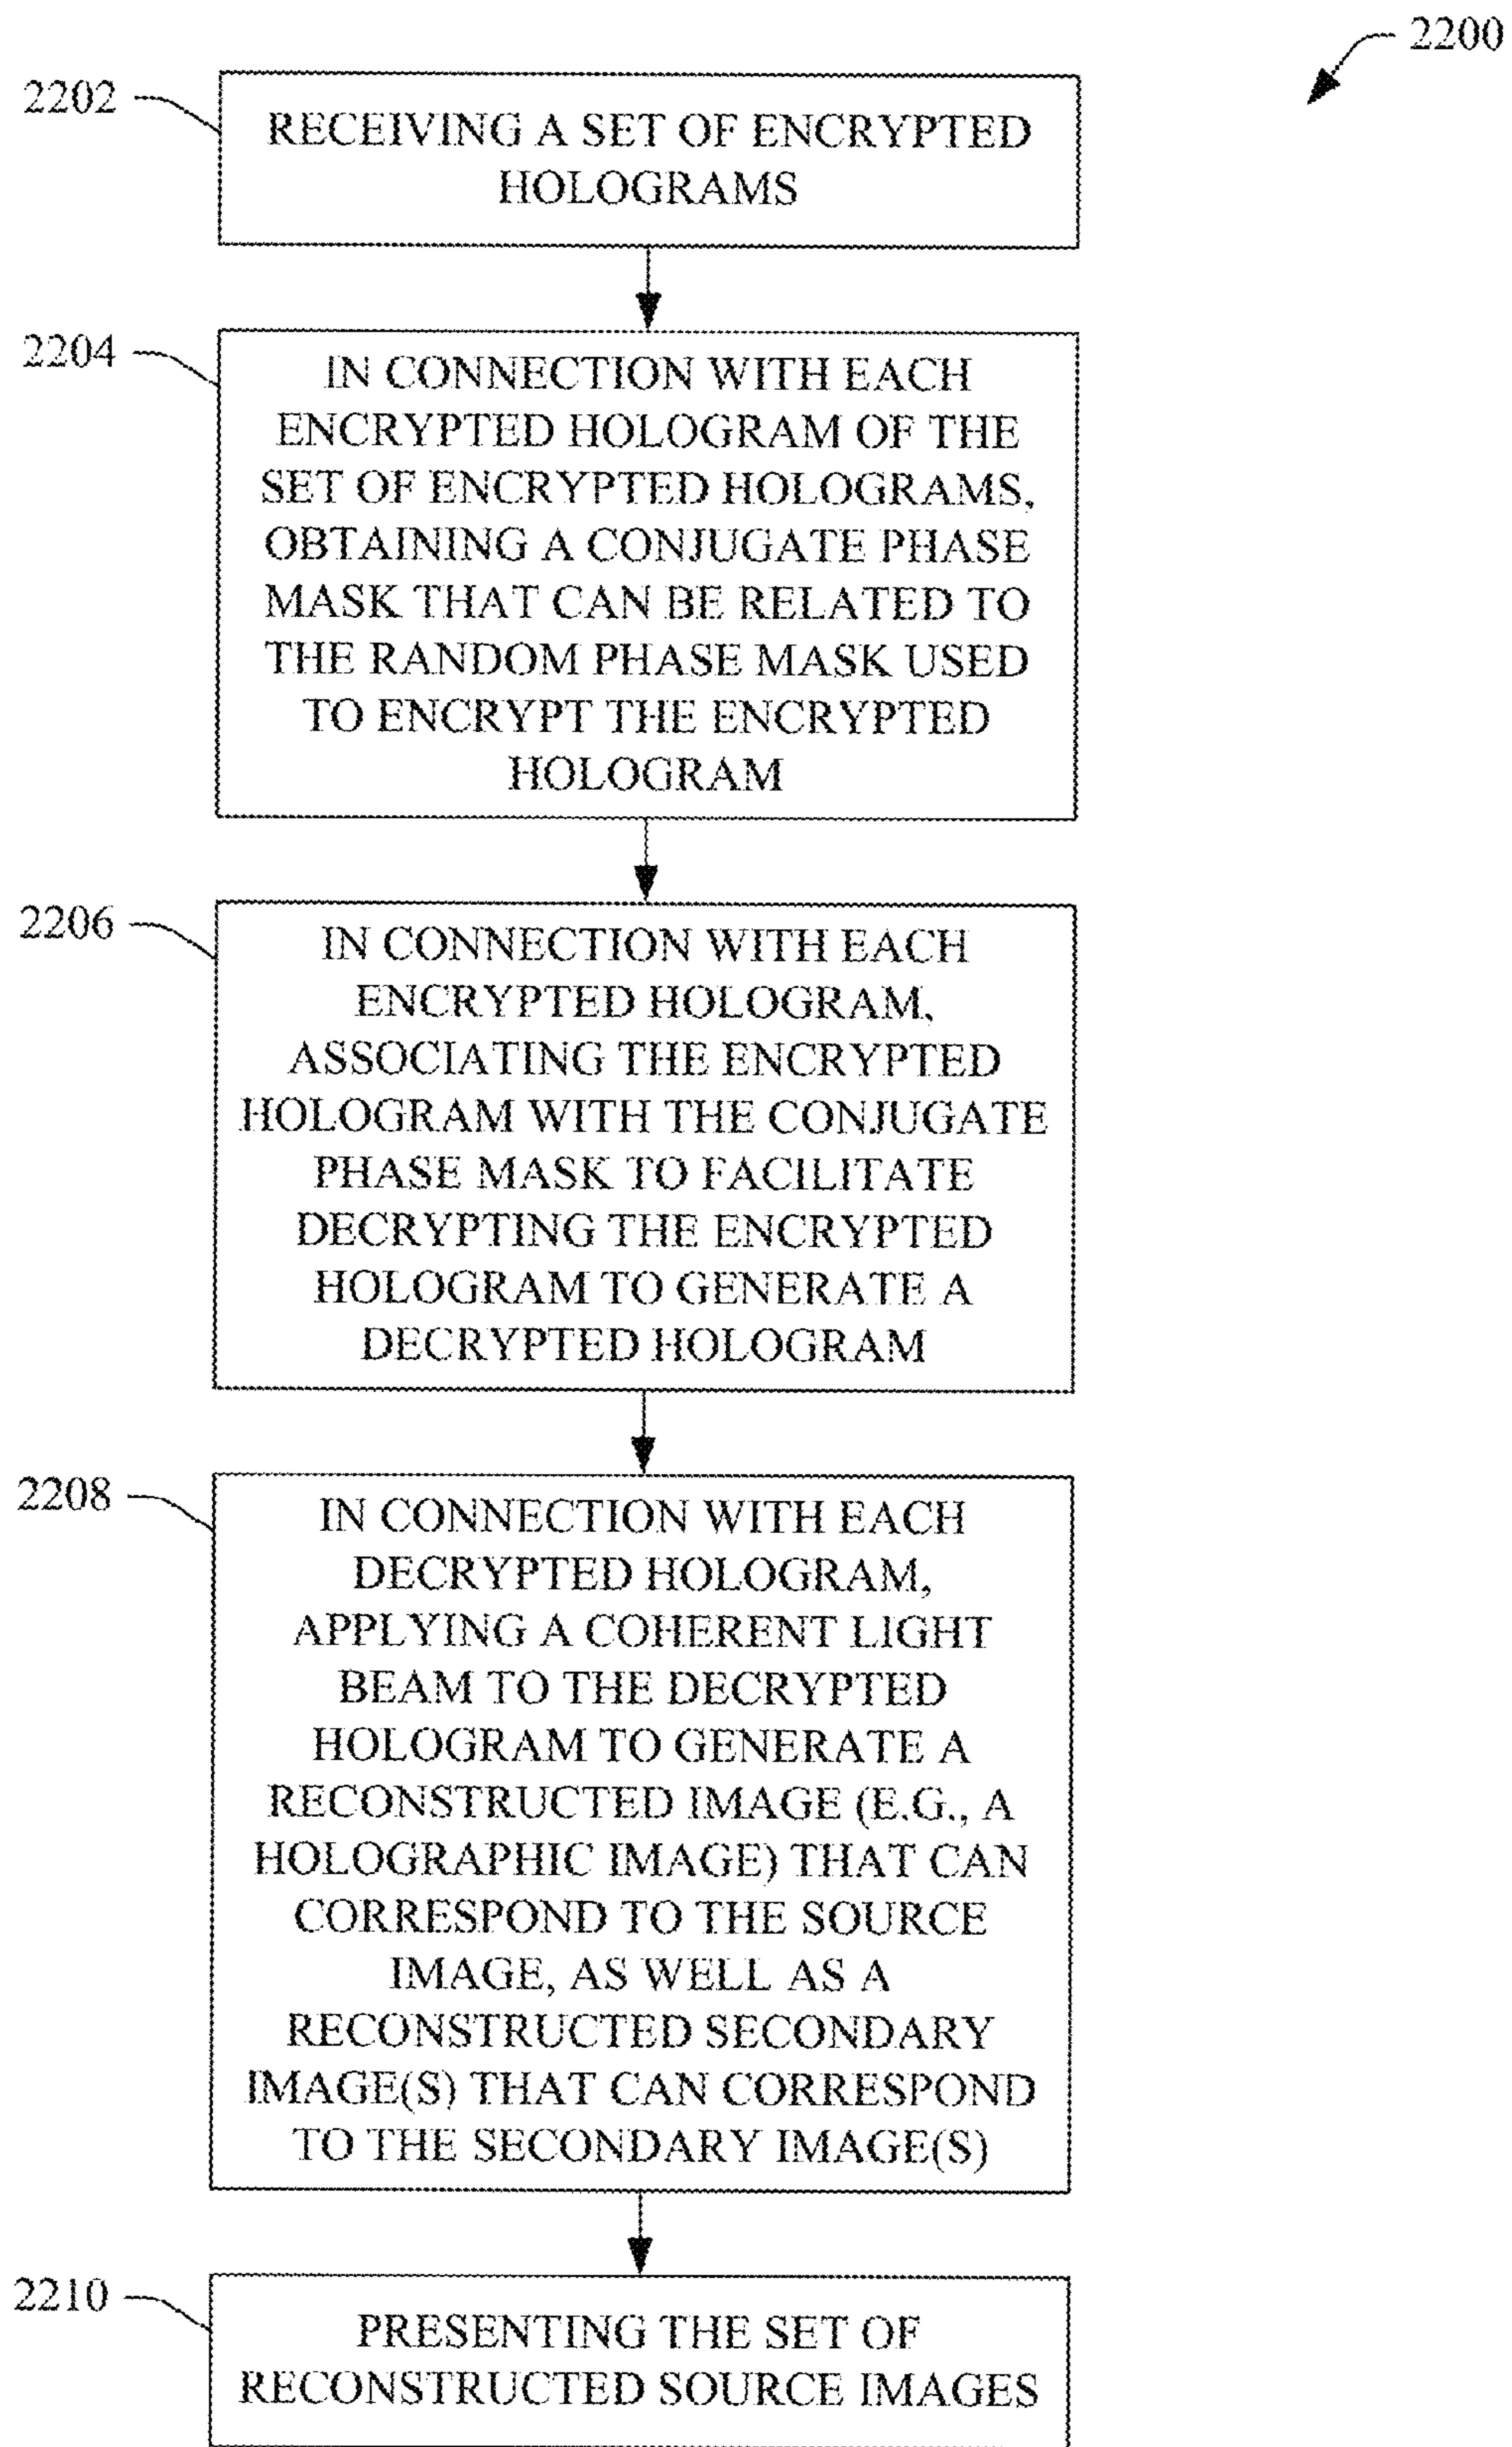 2200
2202
RECEIVING A SET OF ENCRYPTED
HOLOGRAMS
2204
IN CONNECTION WITH EACH
ENCRYPTED HOLOGRAM OF THE
SET OF ENCRYPTED HOLOGRAMS,
OBTAINING A CONJUGATE PHASE
MASK THAT CAN BE RELATED TO
THE RANDOM PHASE MASK USED
TO ENCRYPT THE ENCRYPTED
HOLOGRAM
2206
IN CONNECTION WITH EACH
ENCRYPTED HOLOGRAM,
ASSOCIATING THE ENCRYPTED
HOLOGRAM WITH THE CONJUGATE
PHASE MASK TO FACILITATE
DECRYPTING THE ENCRYPTED
HOLOGRAM TO GENERATE A
DECRYPTED HOLOGRAM
2208
IN CONNECTION WITH EACH
DECRYPTED HOLOGRAM,
APPLYING A COHERENT LIGHT
BEAM TO THE DECRYPTED
HOLOGRAM TO GENERATE A
RECONSTRUCTED IMAGE (E.G., A
HOLOGRAPHIC IMAGE) THAT CAN
CORRESPOND TO THE SOURCE
IMAGE, AS WELL AS A
RECONSTRUCTED SECONDARY
IMAGE(S) THAT CAN CORRESPOND
TO THE SECONDARY IMAGE(S)
2210
PRESENTING THE SET OF
RECONSTRUCTED SOURCE IMAGES